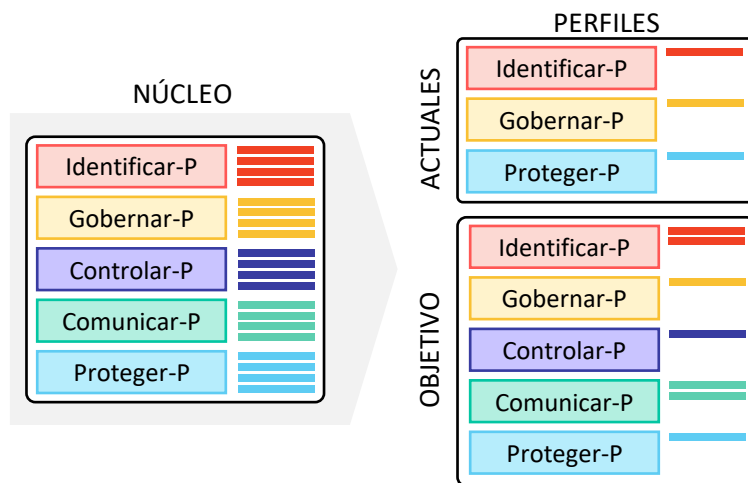 NÚCLEO
Identificar-P
Gobernar-P
Controlar-P
Comunicar-P
Proteger-P
PERFILES
ACTUALES
Identificar-P
Gobernar-P
Proteger-P
OBJETIVO
Identificar-P
Gobernar-P
Controlar-P
Comunicar-P
Proteger-P